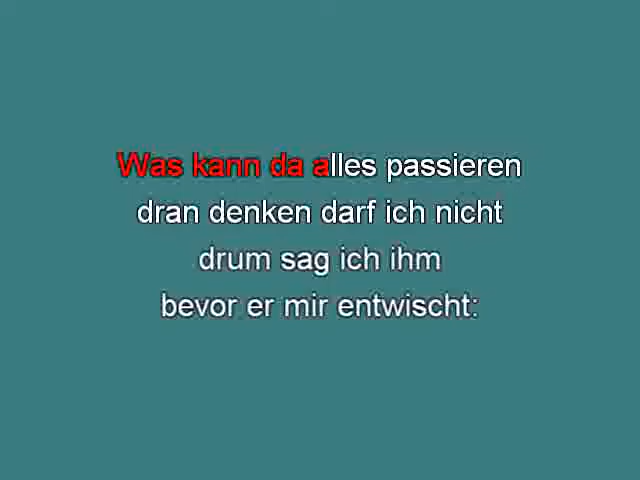 Was kann da alles passieren
dran denken darf ich nicht
drum sag ich ihm
bevor er mir entwischt: